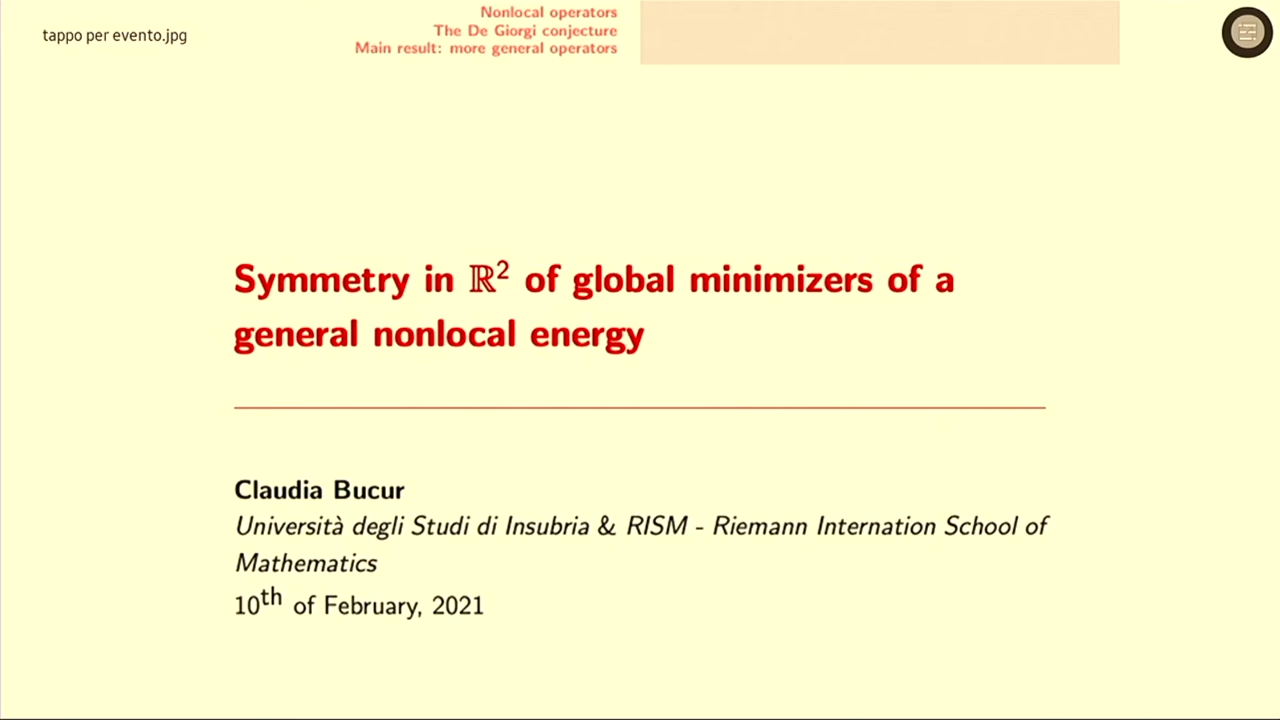 tappo per evento.jpg
Nonlocal operators
The De Giorgi conjecture
Main result: more general operators
Symmetry in ℝ² of global minimizers of a
general nonlocal energy
Claudia Bucur
Università degli Studi di Insubria & RISM - Riemann Internation School of
Mathematics
10th of February, 2021